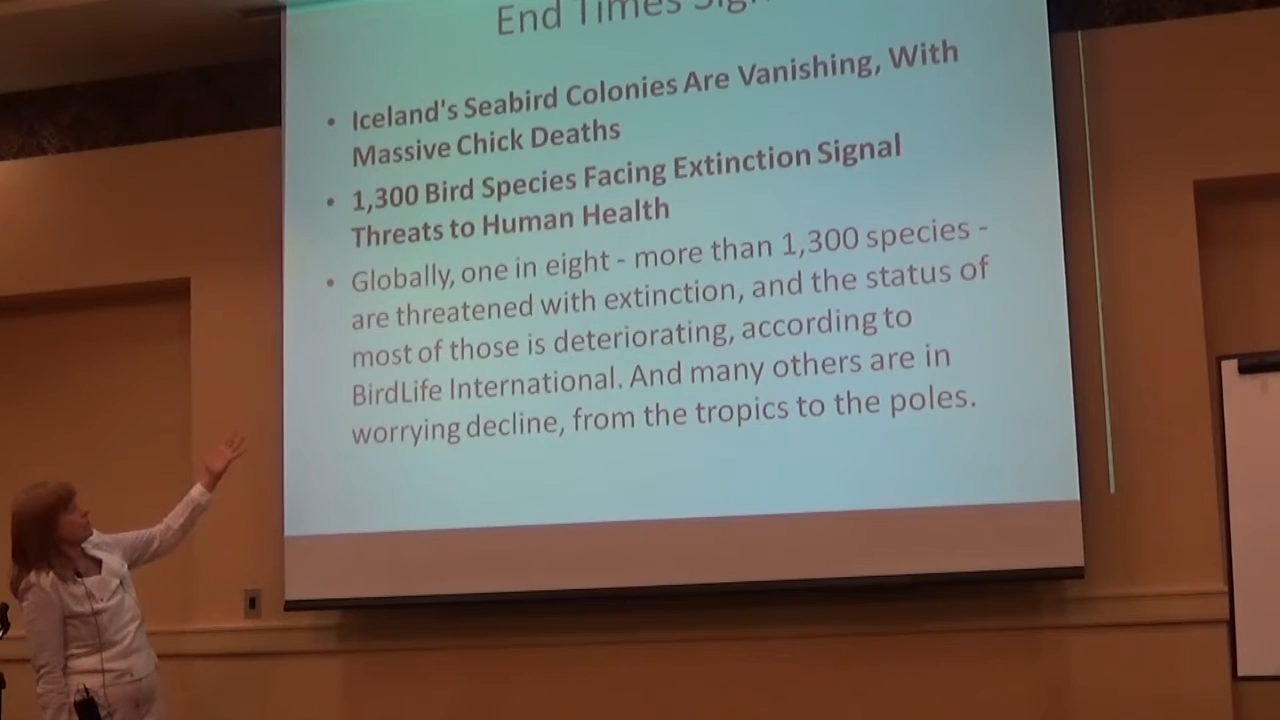 End Times
• Iceland's Seabird Colonies Are Vanishing, With
Massive Chick Deaths
• 1,300 Bird Species Facing Extinction Signal
Threats to Human Health
• Globally, one in eight - more than 1,300 species -
are threatened with extinction, and the status of
most of those is deteriorating, according to
BirdLife International. And many others are in
worrying decline, from the tropics to the poles.